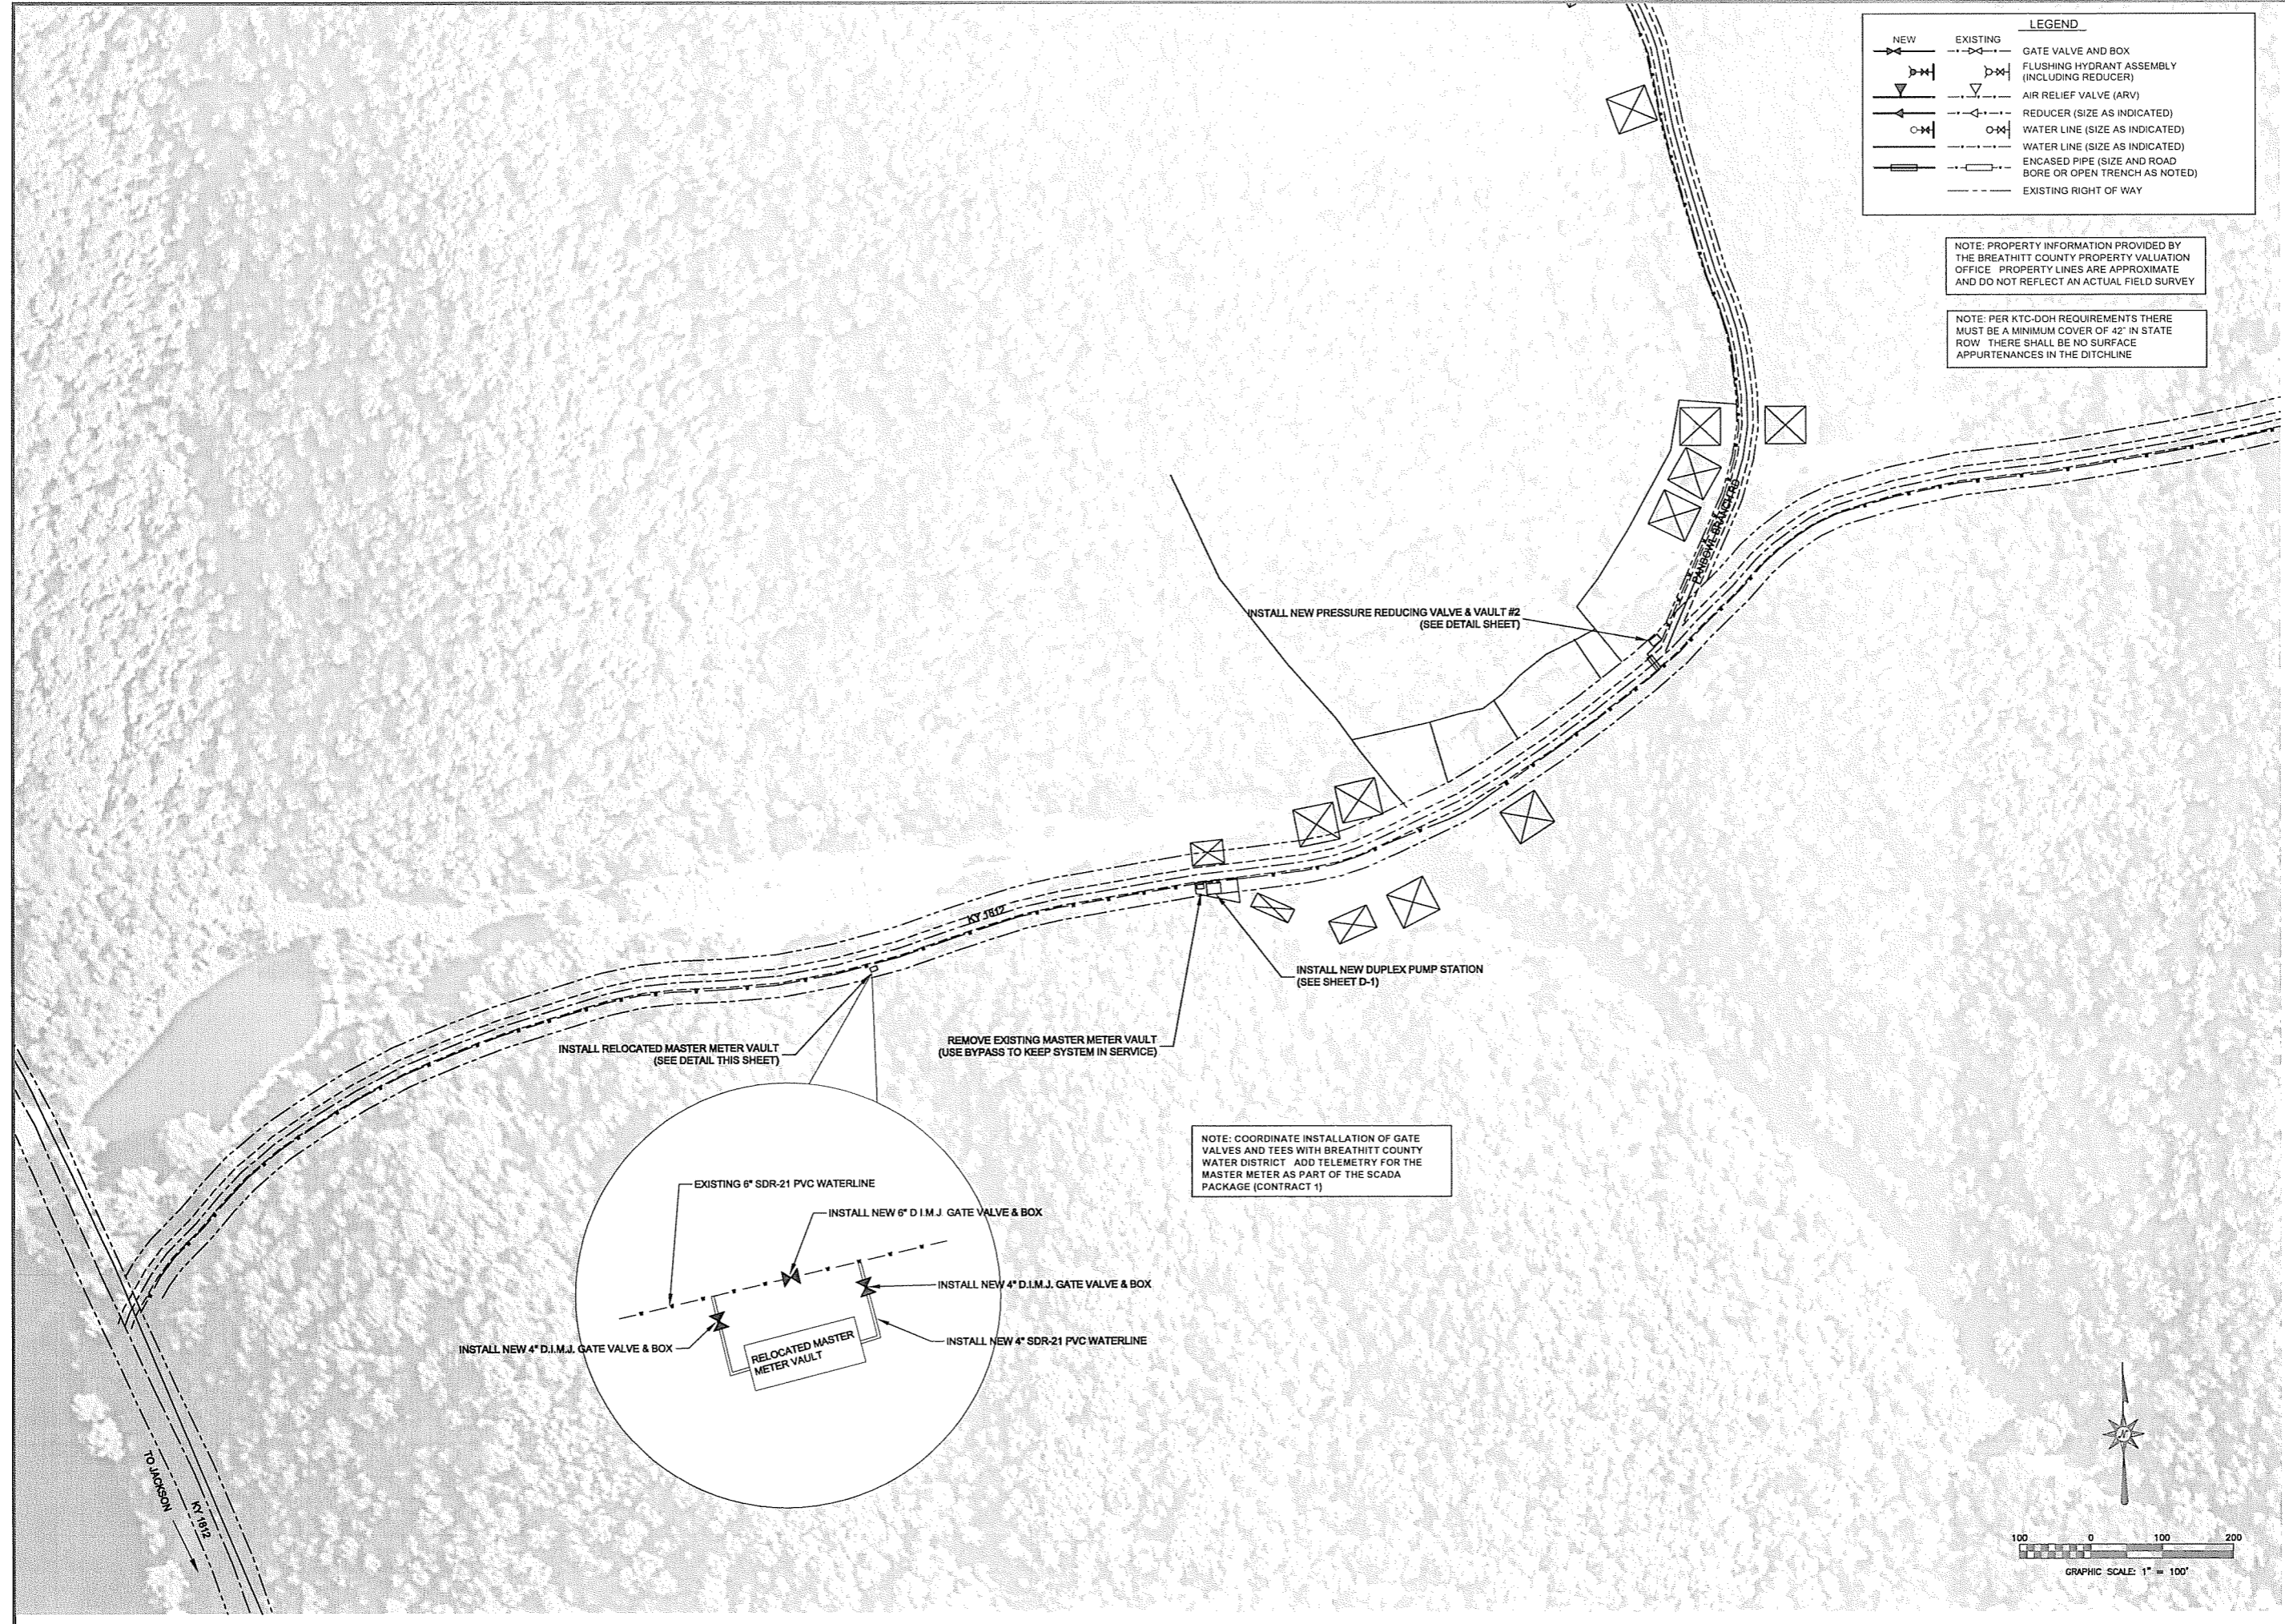 LEGEND
NEW EXISTING
GATE VALVE AND BOX
FLUSHING HYDRANT ASSEMBLY
(INCLUDING REDUCER)
AIR RELIEF VALVE (ARV)
REDUCER (SIZE AS INDICATED)
WATER LINE (SIZE AS INDICATED)
WATER LINE (SIZE AS INDICATED)
ENCASED PIPE (SIZE AND ROAD
BORE OR OPEN TRENCH AS NOTED)
EXISTING RIGHT OF WAY
NOTE: PROPERTY INFORMATION PROVIDED BY
THE BREATHITT COUNTY PROPERTY VALUATION
OFFICE PROPERTY LINES ARE APPROXIMATE
AND DO NOT REFLECT AN ACTUAL FIELD SURVEY
NOTE: PER KTC-DOH REQUIREMENTS THERE
MUST BE A MINIMUM COVER OF 42" IN STATE
ROW THERE SHALL BE NO SURFACE
APPURTENANCES IN THE DITCHLINE
PANBOWL BRANCH RD
INSTALL NEW PRESSURE REDUCING VALVE & VAULT #2
(SEE DETAIL SHEET)
KY 1812
INSTALL NEW DUPLEX PUMP STATION
(SEE SHEET D-1)
REMOVE EXISTING MASTER METER VAULT
(USE BYPASS TO KEEP SYSTEM IN SERVICE)
INSTALL RELOCATED MASTER METER VAULT
(SEE DETAIL THIS SHEET)
NOTE: COORDINATE INSTALLATION OF GATE
VALVES AND TEES WITH BREATHITT COUNTY
WATER DISTRICT ADD TELEMETRY FOR THE
MASTER METER AS PART OF THE SCADA
PACKAGE (CONTRACT 1)
EXISTING 6" SDR-21 PVC WATERLINE
INSTALL NEW 6" D I.M.J. GATE VALVE & BOX
INSTALL NEW 4" D.I.M.J. GATE VALVE & BOX
INSTALL NEW 4" SDR-21 PVC WATERLINE
INSTALL NEW 4" D.I.M.J. GATE VALVE & BOX
RELOCATED MASTER
METER VAULT
TO JACKSON
KY 1812
N
100 0 100 200
GRAPHIC SCALE: 1" = 100'